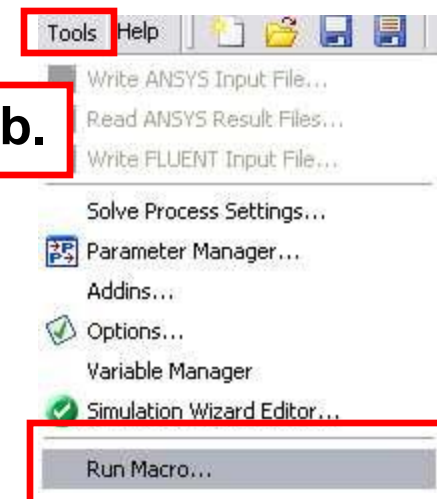 Tools Help
Write ANSYS Input File...
b.
Read ANSYS Result Files...
Write FLUENT Input File...
Solve Process Settings...
Parameter Manager...
Addins...
Options...
Variable Manager
Simulation Wizard Editor...
Run Macro...